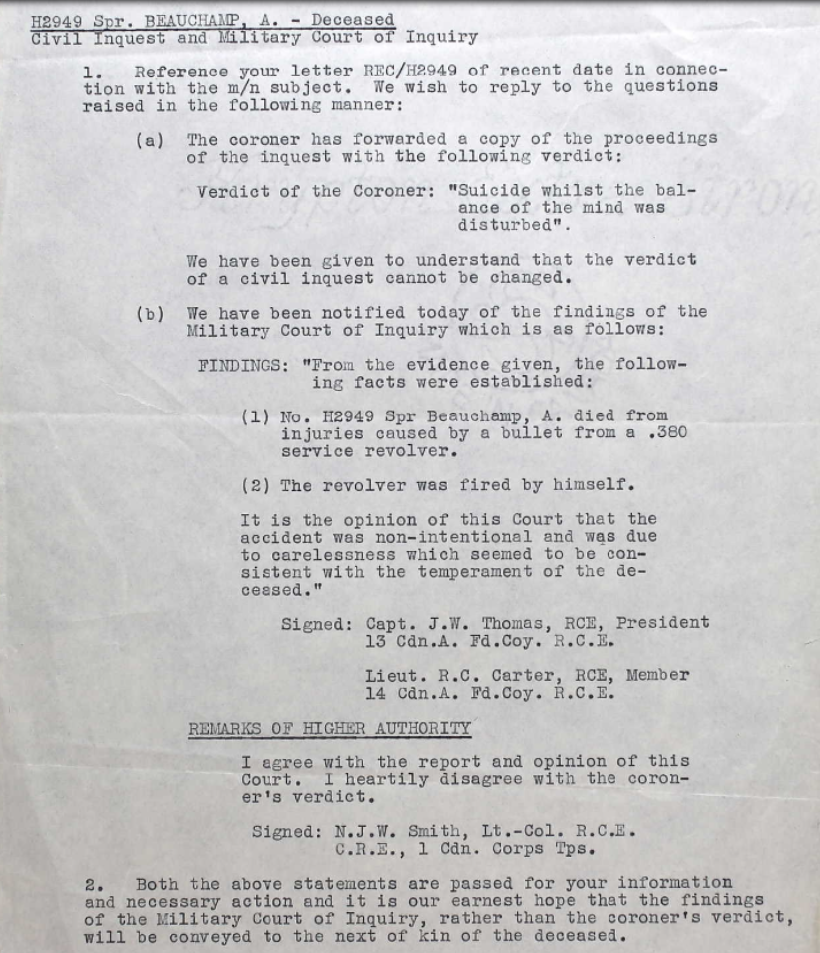 H2949 Spr. BEAUCHAMP, A. - Deceased
Civil Inquest and Military Court of Inquiry
1. Reference your letter REC/H2949 of recent date in connec-
tion with the m/n subject. We wish to reply to the questions
raised in the following manner:
(a) The coroner has forwarded a copy of the proceedings
of the inquest with the following verdict:
Verdict of the Coroner: "Suicide whilst the bal-
ance of the mind was
disturbed".
We have been given to understand that the verdict
of a civil inquest cannot be changed.
(b) We have been notified today of the findings of the
Military Court of Inquiry which is as follows:
FINDINGS: "From the evidence given, the follow-
ing facts were established:
(1) No. H2949 Spr Beauchamp, A. died from
injuries caused by a bullet from a .380
service revolver.
(2) The revolver was fired by himself.
It is the opinion of this Court that the
accident was non-intentional and was due
to carelessness which seemed to be con-
sistent with the temperament of the de-
ceased."
Signed: Capt. J.W. Thomas, RCE, President
13 Cdn.A. Fd.Coy. R.C.E.
Lieut. R.C. Carter, RCE, Member
14 Cdn.A. Fd.Coy. R.C.E.
REMARKS OF HIGHER AUTHORITY
I agree with the report and opinion of this
Court. I heartily disagree with the coron-
er's verdict.
Signed: N.J.W. Smith, Lt.-Col. R.C.E.
C.R.E., 1 Cdn. Corps Tps.
2. Both the above statements are passed for your information
and necessary action and it is our earnest hope that the findings
of the Military Court of Inquiry, rather than the coroner's verdict,
will be conveyed to the next of kin of the deceased.